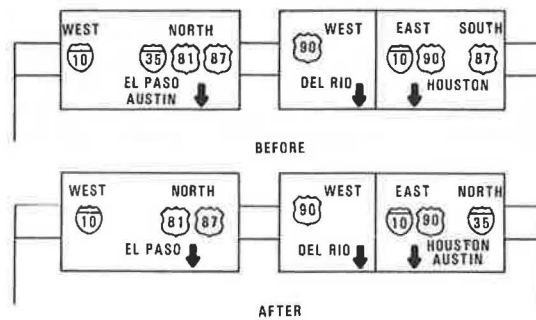 WEST NORTH WEST EAST SOUTH
10 35 81 87 90 10 90 87
EL PASO DEL RIO HOUSTON
AUSTIN
BEFORE
WEST NORTH WEST EAST NORTH
10 81 87 90 10 90 35
EL PASO DEL RIO HOUSTON
AUSTIN
AFTER